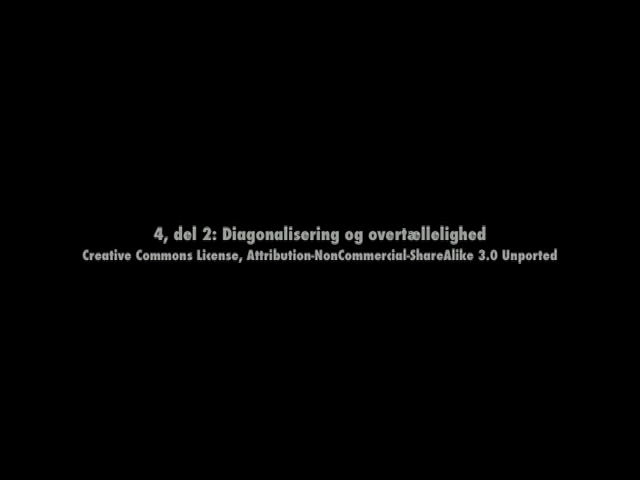 4, del 2: Diagonalisering og overtællelighed
Creative Commons License, Attribution-NonCommercial-ShareAlike 3.0 Unported